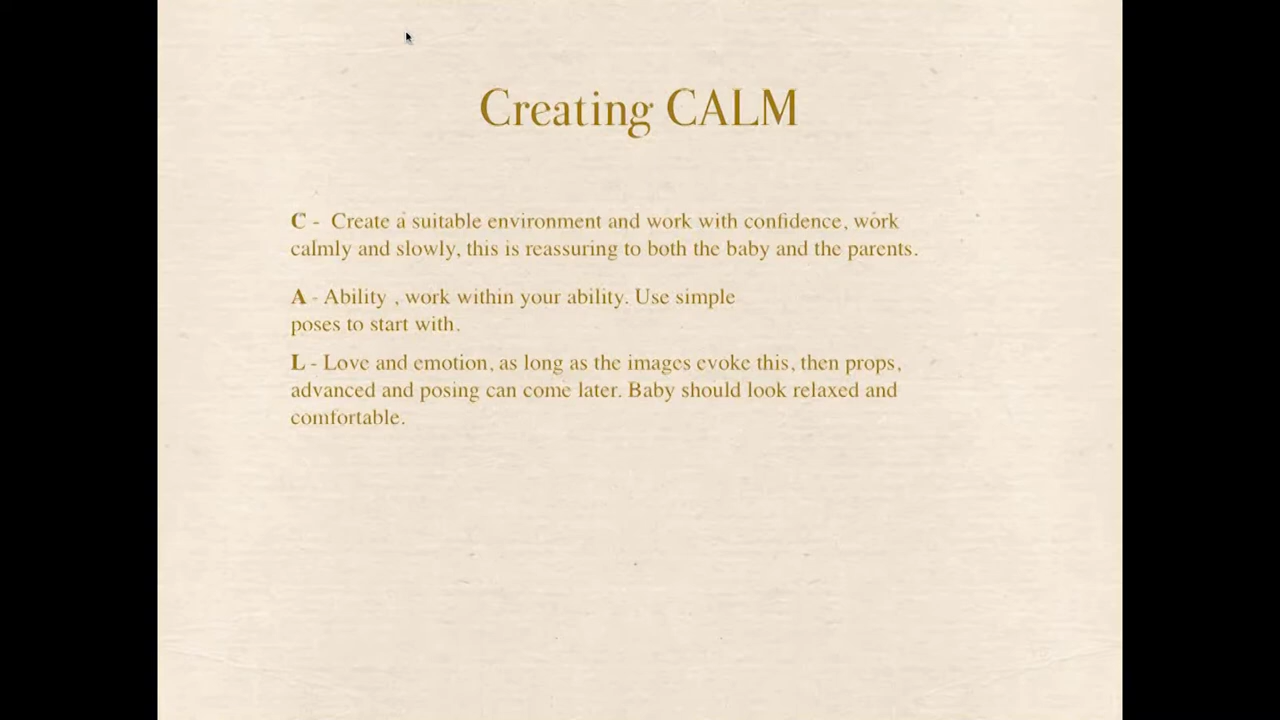 Creating CALM
C - Create a suitable environment and work with confidence, work
calmly and slowly, this is reassuring to both the baby and the parents.
A - Ability , work within your ability. Use simple
poses to start with.
L - Love and emotion, as long as the images evoke this, then props,
advanced and posing can come later. Baby should look relaxed and
comfortable.